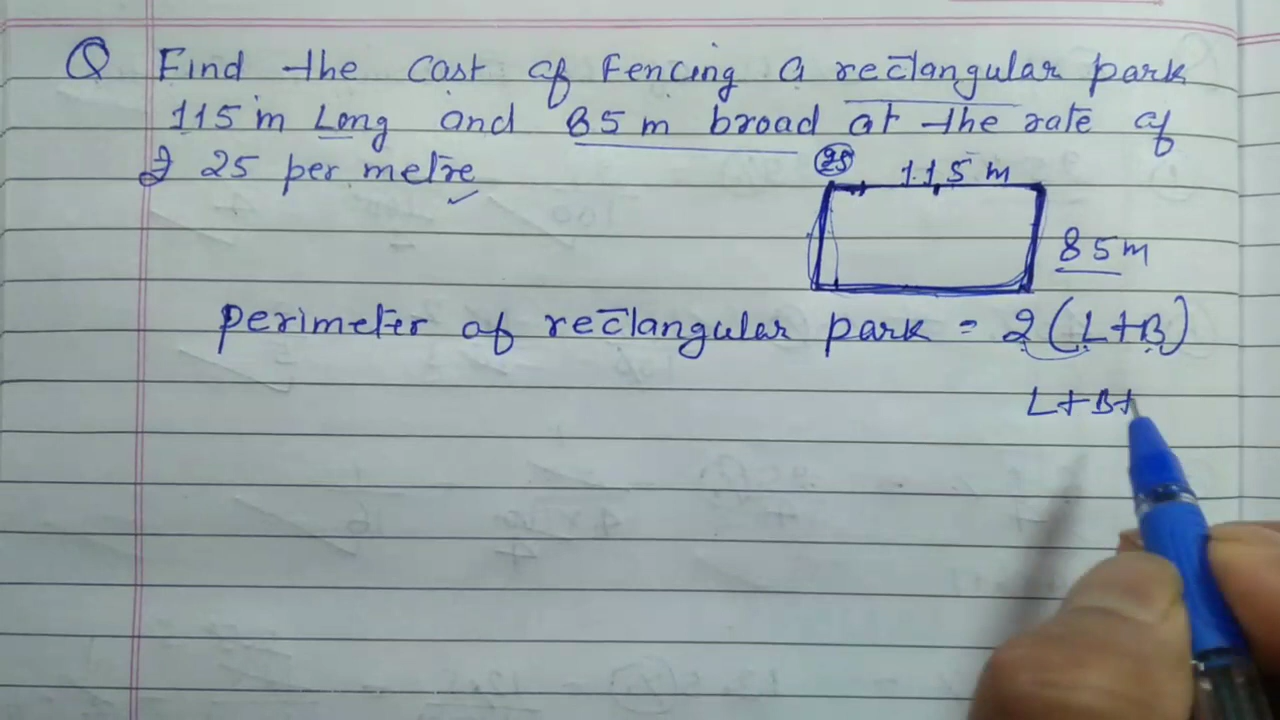 Q Find the cost of Fencing a rectangular park
115 m Long and 85 m broad at the rate of
₹ 25 per metre
25
115 m
85 m
perimeter of rectangular park = 2 (L+B)
L+B+